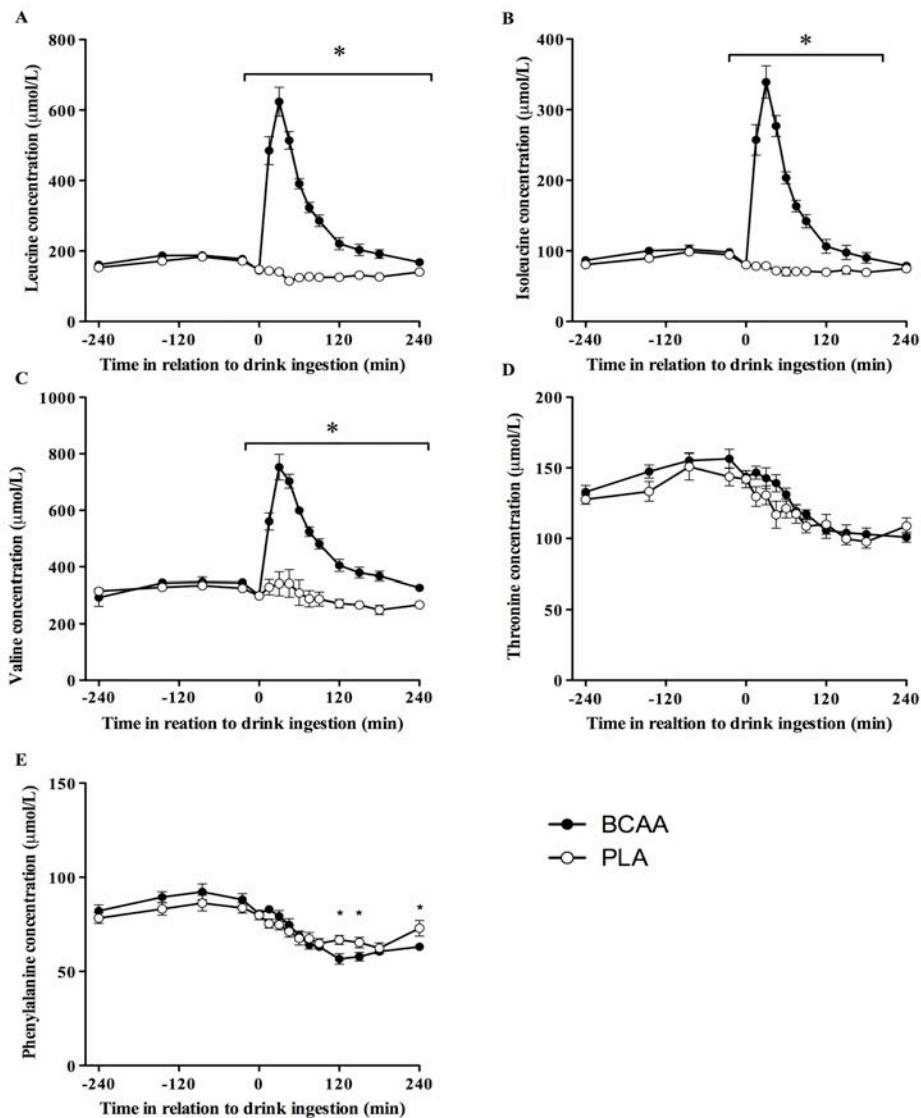 A
Leucine concentration (μmol/L)
800
600
400
200
0
*
-240
-120
0
120
240
Time in relation to drink ingestion (min)
B
Isoleucine concentration (μmol/L)
400
300
200
100
0
*
-240
-120
0
120
240
Time in relation to drink ingestion (min)
C
Valine concentration (μmol/L)
1000
800
600
400
200
0
*
-240
-120
0
120
240
Time in reation to drink ingestion (min)
D
Threonine concentration (μmol/L)
200
150
100
50
0
-240
-120
0
120
240
Time in realtion to drink ingestion (min)
E
Phenylalanine concentration (μmol/L)
150
100
50
0
* * *
-240
-120
0
120
240
Time in relation to drink ingestion (min)
BCAA
PLA